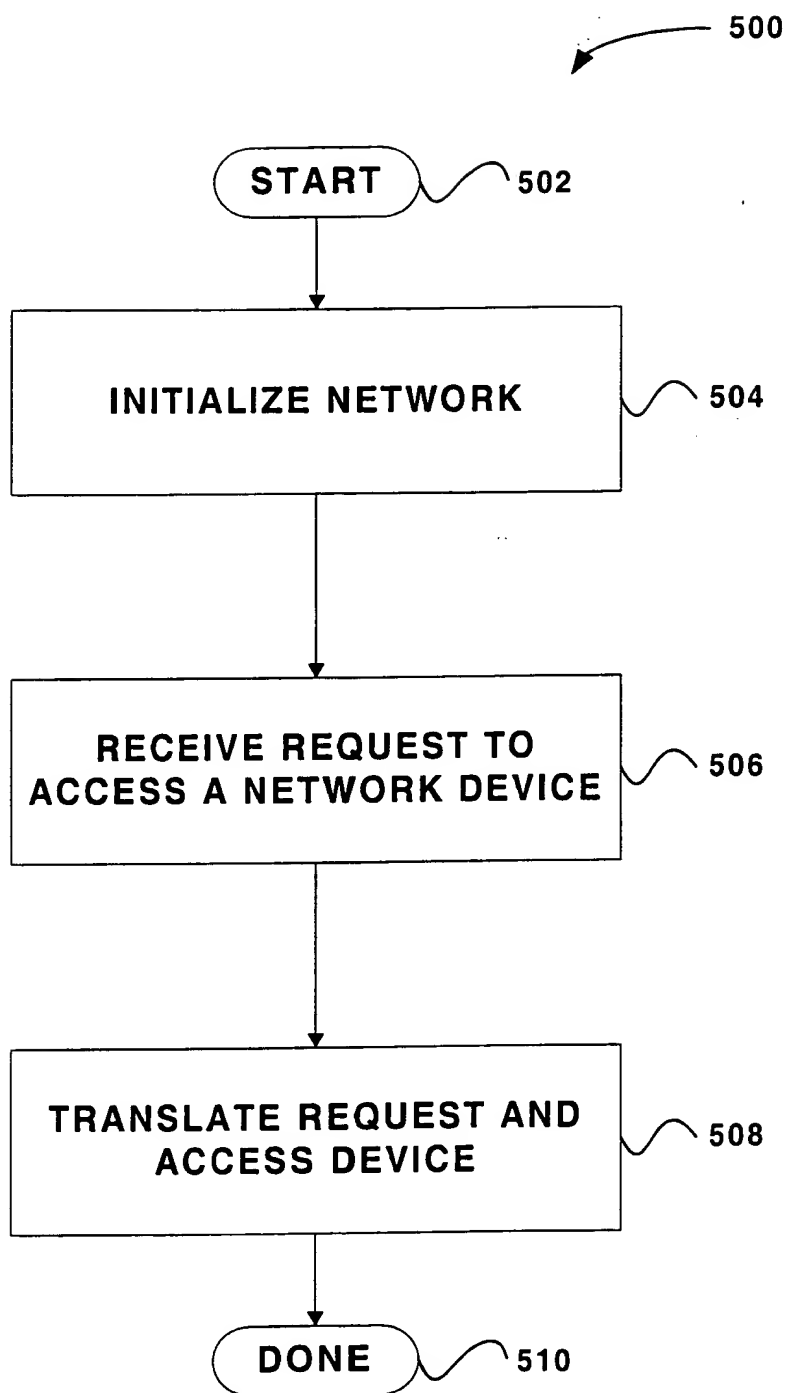 500
START
502
INITIALIZE NETWORK
504
RECEIVE REQUEST TO
ACCESS A NETWORK DEVICE
506
TRANSLATE REQUEST AND
ACCESS DEVICE
508
DONE
510